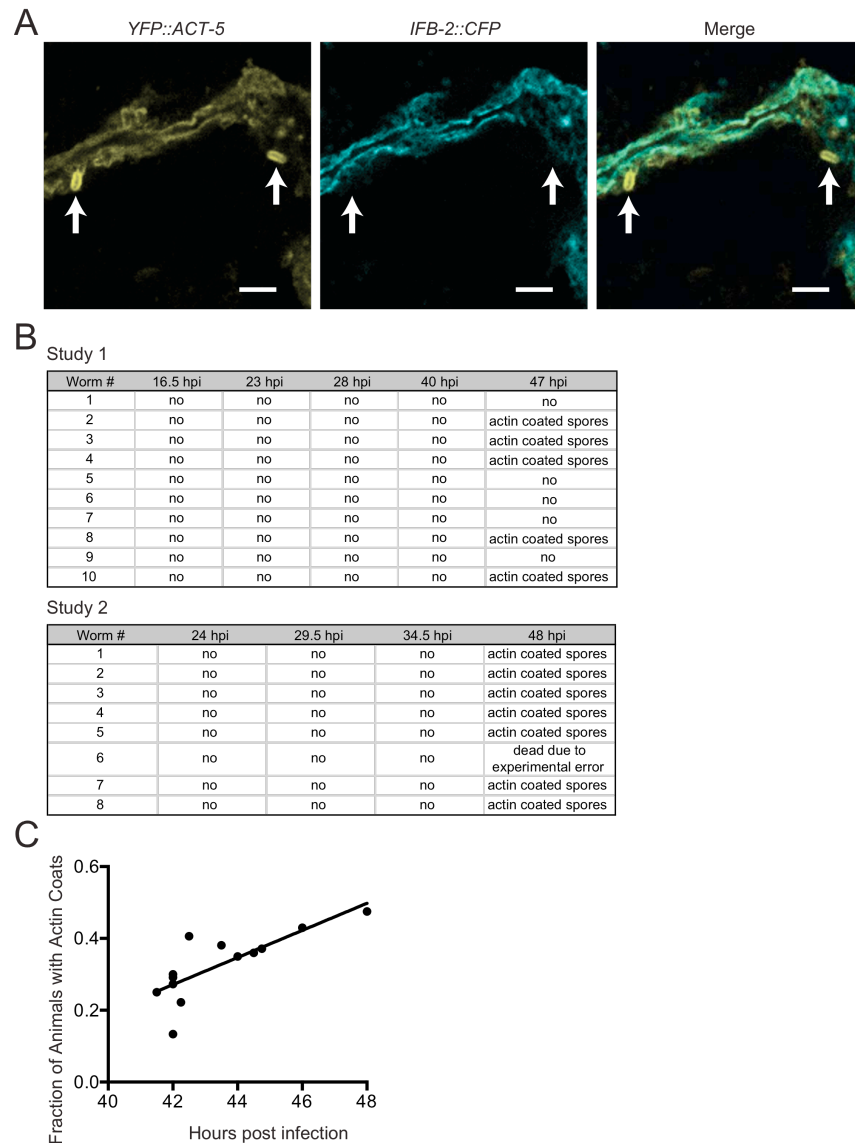 A
YFP::ACT-5 IFB-2::CFP Merge
B
Study 1
Worm # 16.5 hpi 23 hpi 28 hpi 40 hpi 47 hpi
1 no no no no no
2 no no no no actin coated spores
3 no no no no actin coated spores
4 no no no no actin coated spores
5 no no no no no
6 no no no no no
7 no no no no no
8 no no no no actin coated spores
9 no no no no no
10 no no no no actin coated spores
Study 2
Worm # 24 hpi 29.5 hpi 34.5 hpi 48 hpi
1 no no no actin coated spores
2 no no no actin coated spores
3 no no no actin coated spores
4 no no no actin coated spores
5 no no no actin coated spores
6 no no no dead due to
experimental error
7 no no no actin coated spores
8 no no no actin coated spores
C
Fraction of Animals with Actin Coats
0.6
0.4
0.2
0.0
40 42 44 46 48
Hours post infection